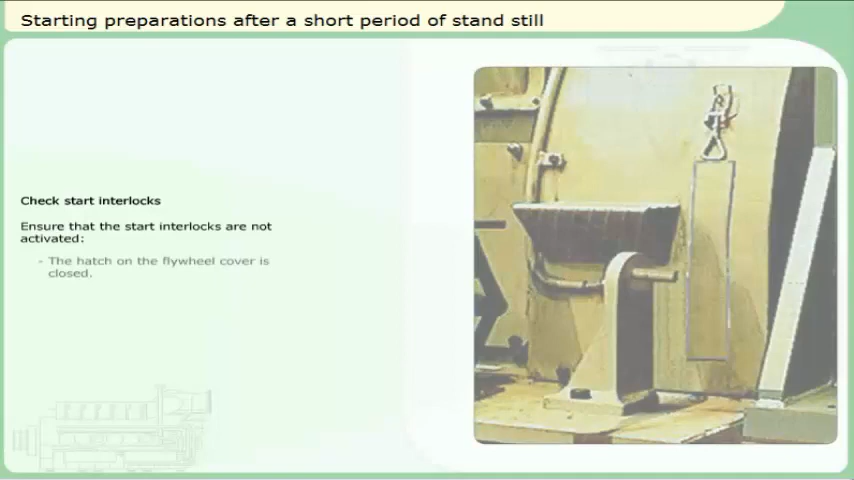 Starting preparations after a short period of stand still
Check start interlocks
Ensure that the start interlocks are not
activated:
- The hatch on the flywheel cover is
closed.